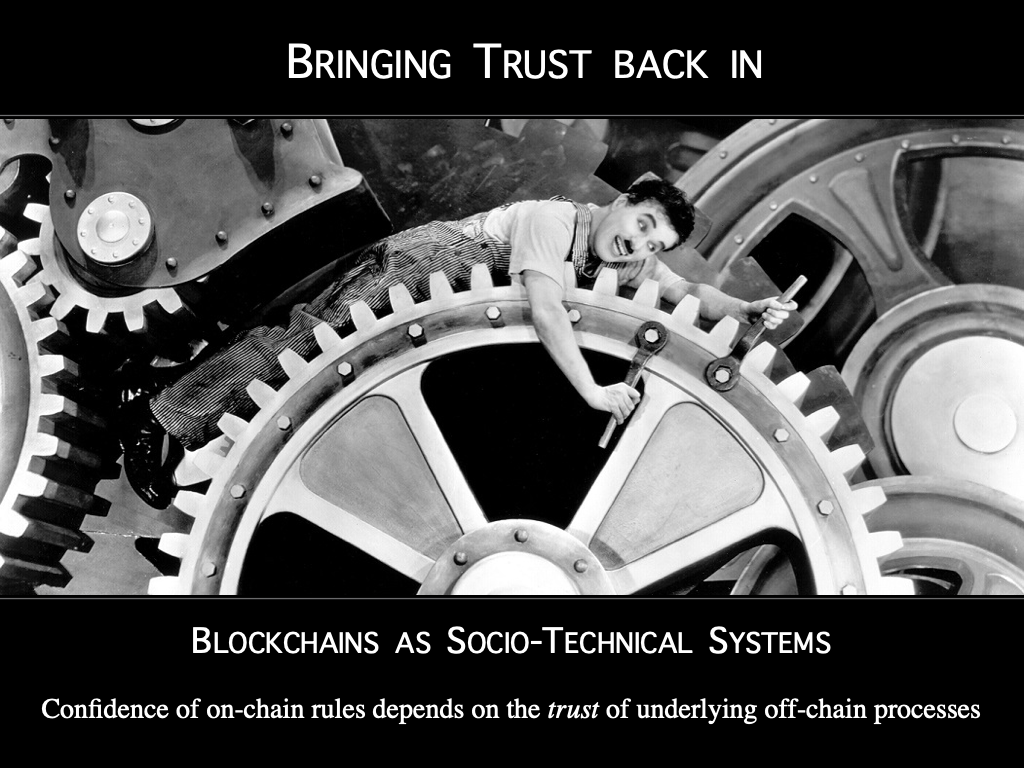 Bringing Trust back in
Blockchains as Socio-Technical Systems
Confidence of on-chain rules depends on the trust of underlying off-chain processes